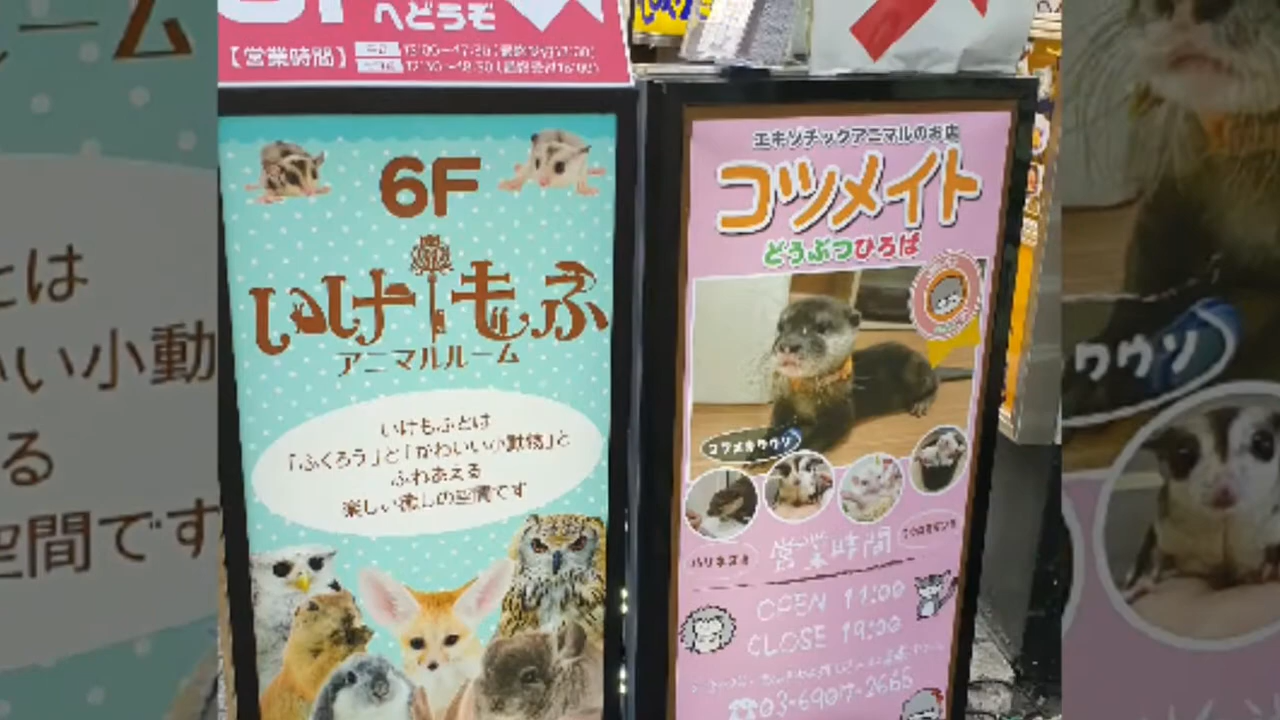 へどうぞ
【営業時間】
6F
いけもふ
アニマルルーム
いけもふとは
「ふくろう」と「かわいい小動物」と
ふれあえる
楽しい癒しの空間です
エキゾチックアニマルのお店
コツメイト
どうぶつひろば
コツメカワウソ
ハリネズミ
営業時間
OPEN 11:00
CLOSE 19:00
☎03-6907-2665
とは
いい小動
る
空間です
ワウソ